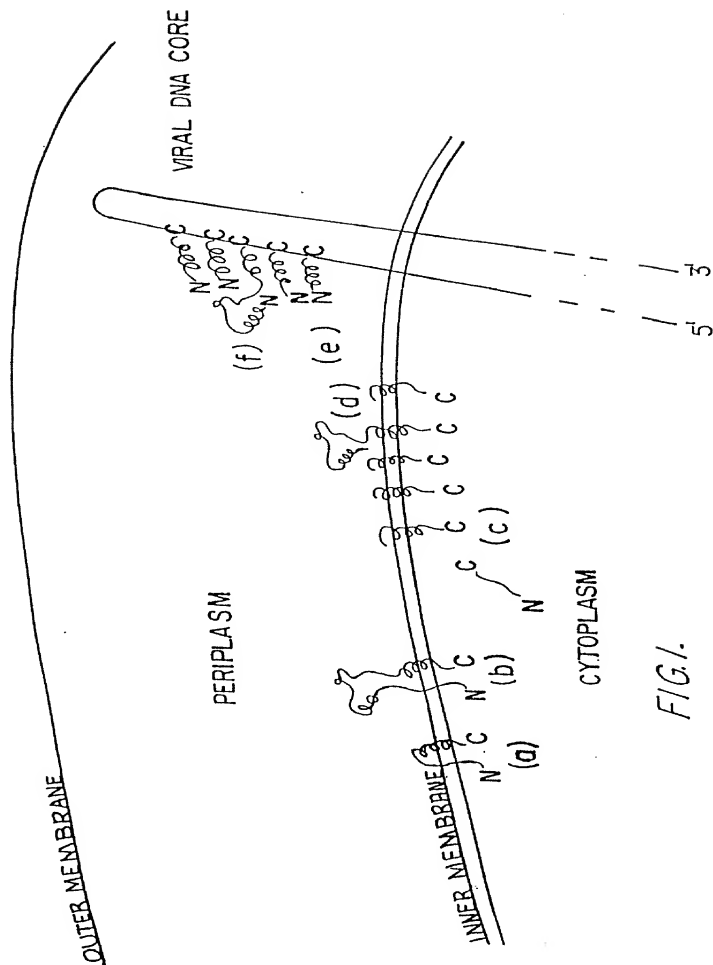 OUTER MEMBRANE
VIRAL DNA CORE
N C
N C
C
N
N C
N C
(f)
PERIPLASM
(e)
(d)
INNER MEMBRANE
C C C C C
(c)
C
N
N C
(b)
N C
(a)
CYTOPLASM
5' 3'
FIG.1.